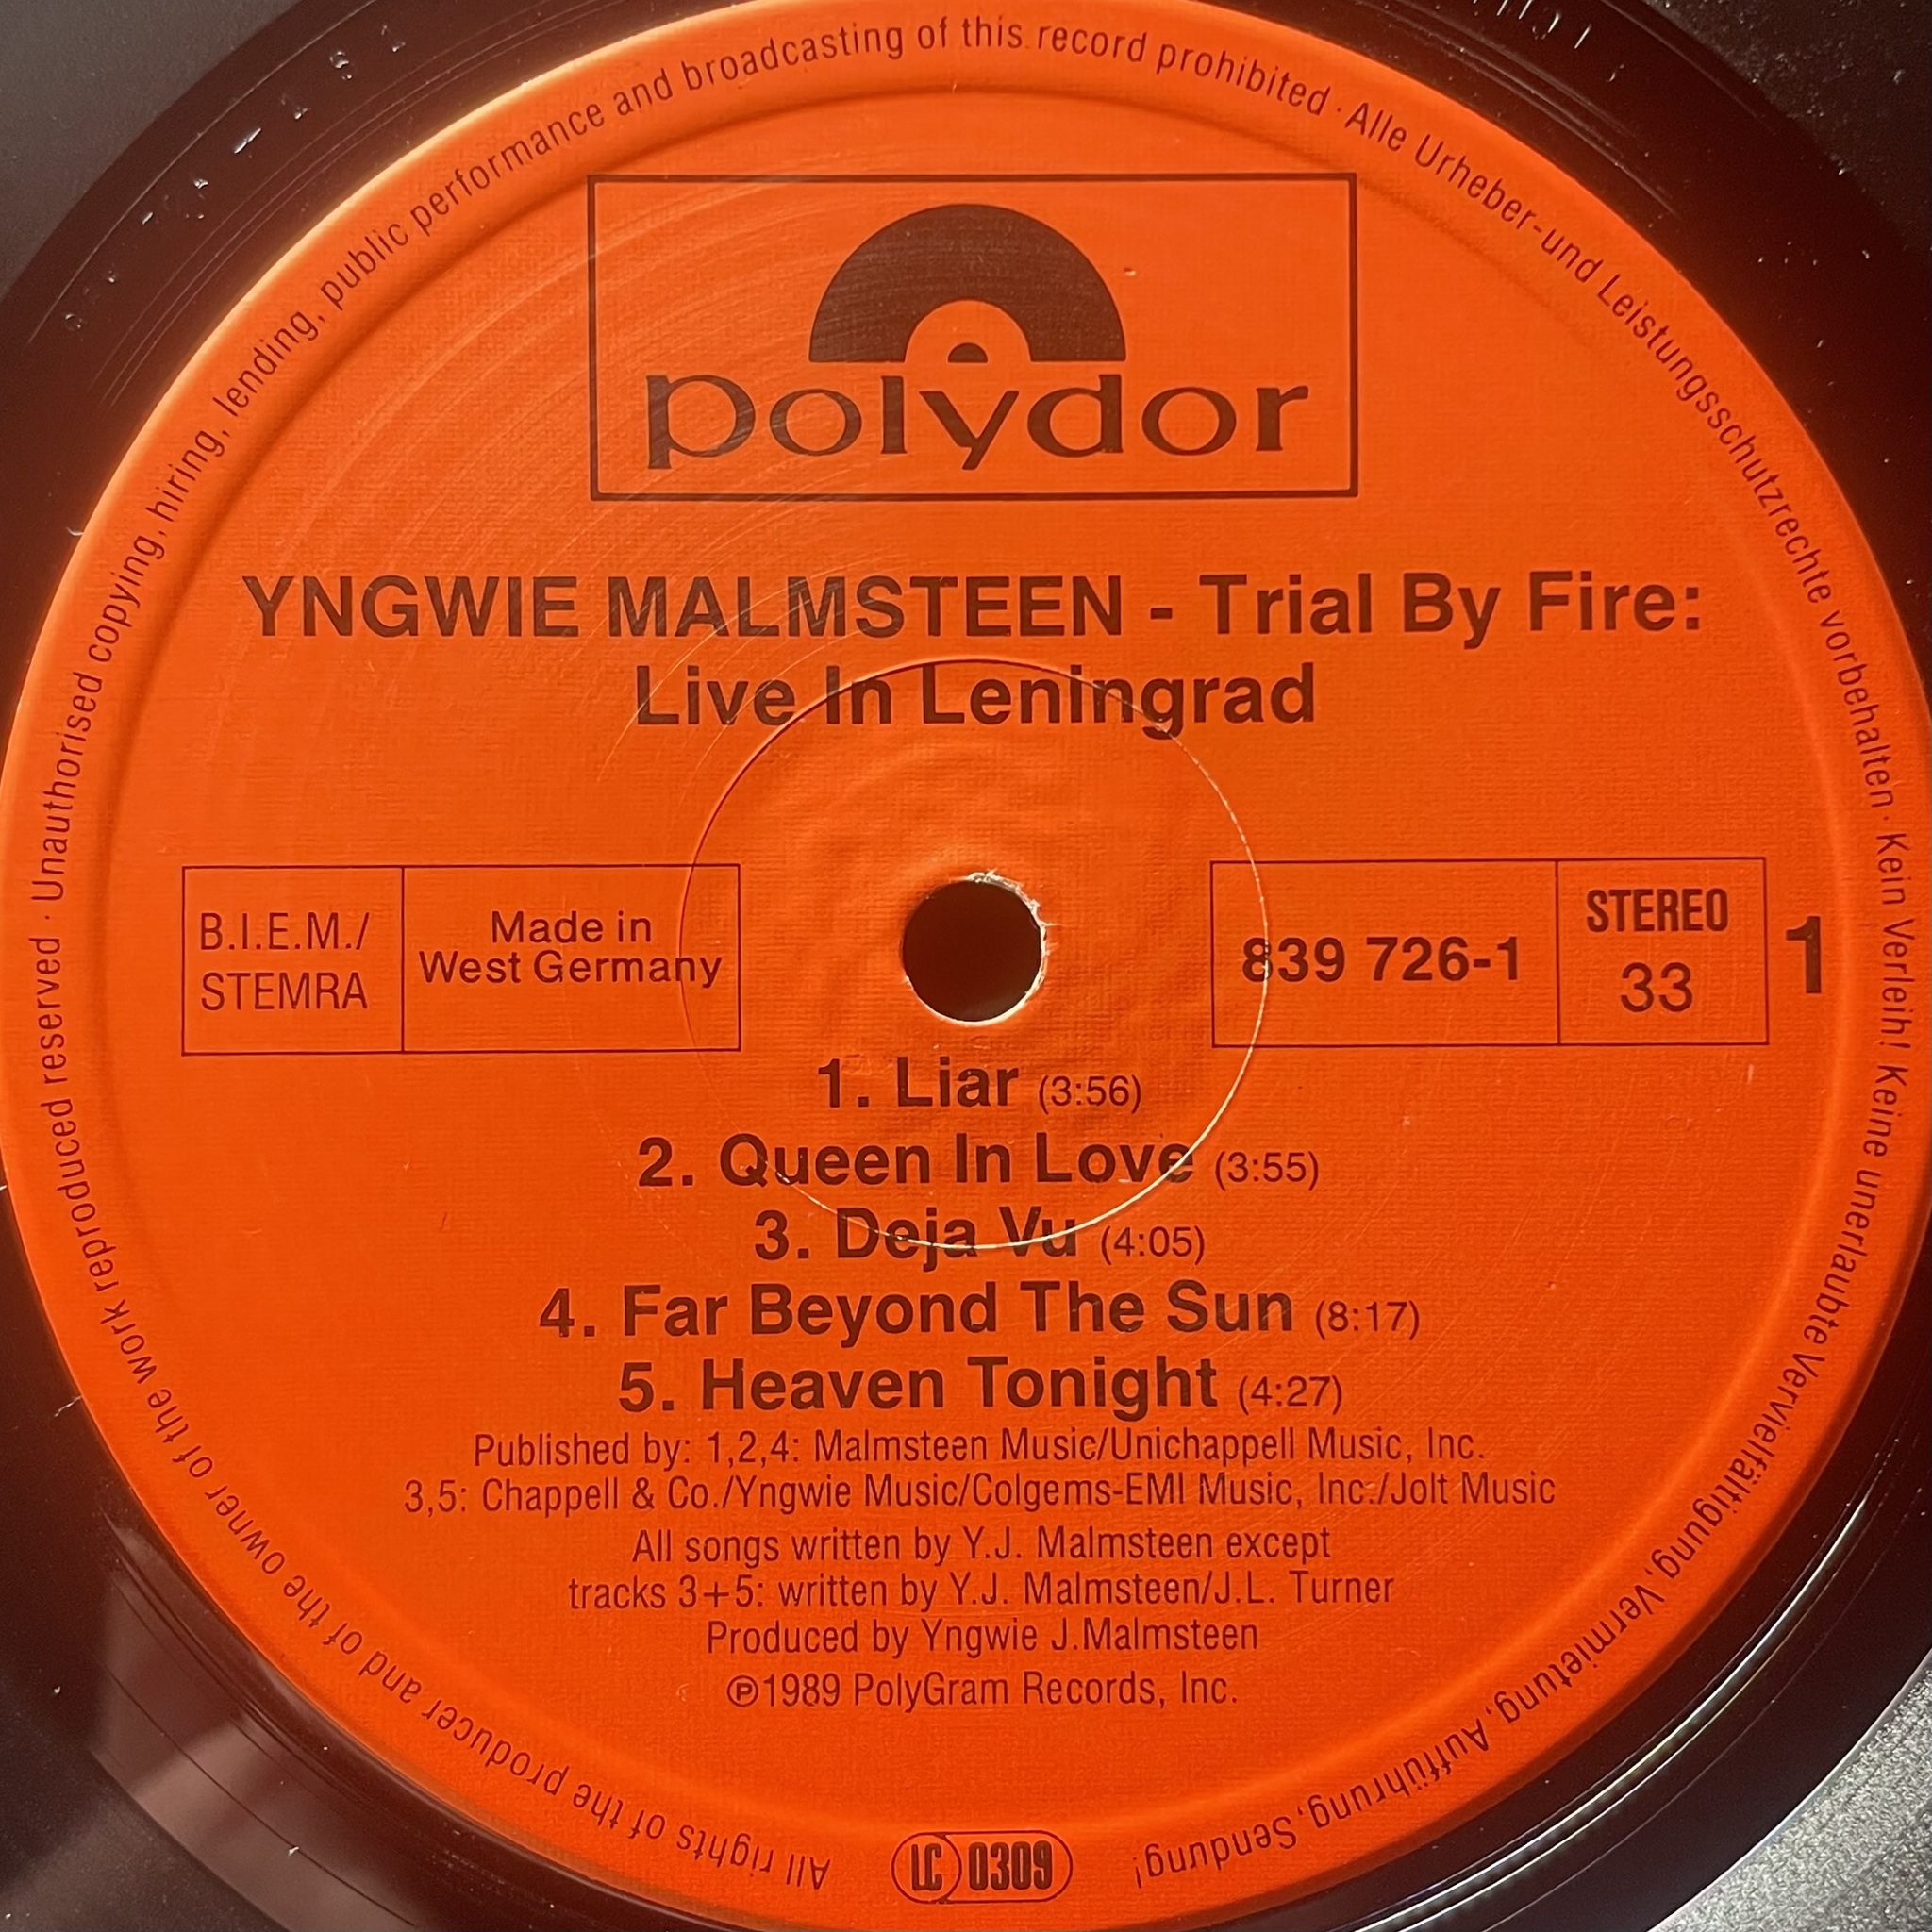 polydor
YNGWIE MALMSTEEN - Trial By Fire:
Live In Leningrad
B.I.E.M./
STEMRA
Made in
West Germany
839 726-1
STEREO
33
1
1. Liar (3:56)
2. Queen In Love (3:55)
3. Deja Vu (4:05)
4. Far Beyond The Sun (8:17)
5. Heaven Tonight (4:27)
Published by: 1,2,4: Malmsteen Music/Unichappell Music, Inc.
3,5: Chappell & Co./Yngwie Music/Colgems-EMI Music, Inc./Jolt Music
All songs written by Y.J. Malmsteen except
tracks 3+5: written by Y.J. Malmsteen/J.L. Turner
Produced by Yngwie J.Malmsteen
℗1989 PolyGram Records, Inc.
LC 0309
All rights of the producer and of the owner of the work reproduced reserved · Unauthorised copying, hiring, lending, public performance and broadcasting of this record prohibited · Alle Urheber-und Leistungsschutzrechte vorbehalten · Kein Verleih! Keine unerlaubte Vervielfältigung, Vermietung, Aufführung, Sendung!